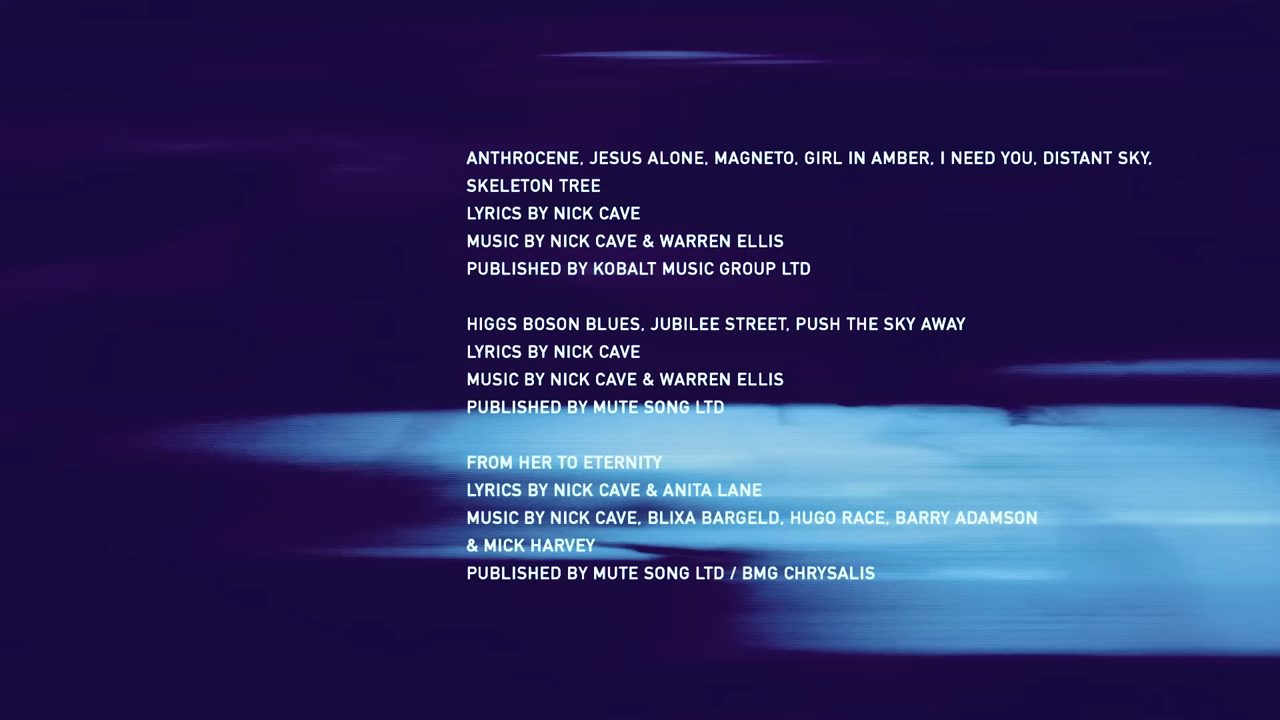 ANTHROCENE, JESUS ALONE, MAGNETO, GIRL IN AMBER, I NEED YOU, DISTANT SKY,
SKELETON TREE
LYRICS BY NICK CAVE
MUSIC BY NICK CAVE & WARREN ELLIS
PUBLISHED BY KOBALT MUSIC GROUP LTD
HIGGS BOSON BLUES, JUBILEE STREET, PUSH THE SKY AWAY
LYRICS BY NICK CAVE
MUSIC BY NICK CAVE & WARREN ELLIS
PUBLISHED BY MUTE SONG LTD
FROM HER TO ETERNITY
LYRICS BY NICK CAVE & ANITA LANE
MUSIC BY NICK CAVE, BLIXA BARGELD, HUGO RACE, BARRY ADAMSON
& MICK HARVEY
PUBLISHED BY MUTE SONG LTD / BMG CHRYSALIS